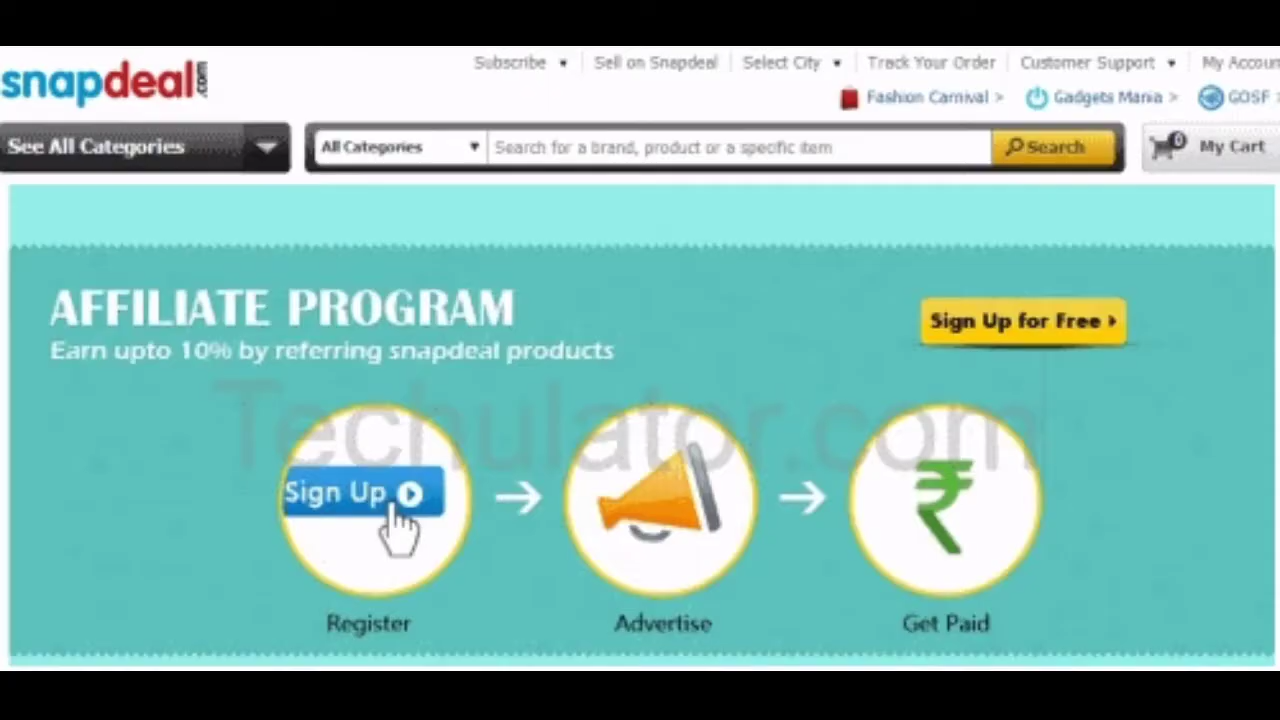 Subscribe Sell on Snapdeal Select City Track Your Order Customer Support My Accoun
snapdeal.com
Fashion Carnival > Gadgets Mania > GOSF >
See All Categories All Categories Search for a brand, product or a specific item Search 0 My Cart
AFFILIATE PROGRAM
Sign Up for Free
Earn upto 10% by referring snapdeal products
Techulator.com
Sign Up
₹
Register Advertise Get Paid